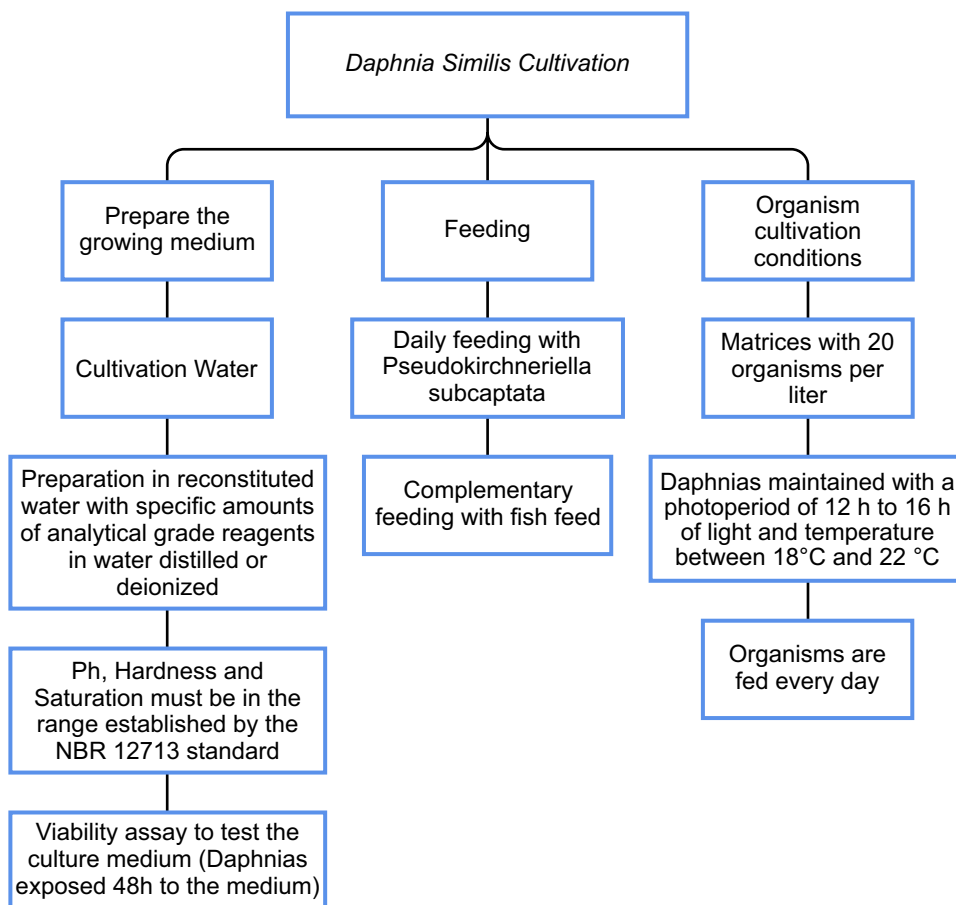 Daphnia Similis Cultivation
Prepare the
growing medium
Cultivation Water
Preparation in reconstituted
water with specific amounts
of analytical grade reagents
in water distilled or
deionized
Ph, Hardness and
Saturation must be in the
range established by the
NBR 12713 standard
Viability assay to test the
culture medium (Daphnias
exposed 48h to the medium)
Feeding
Daily feeding with
Pseudokirchneriella
subcaptata
Complementary
feeding with fish feed
Organism
cultivation
conditions
Matrices with 20
organisms per
liter
Daphnias maintained with a
photoperiod of 12 h to 16 h
of light and temperature
between 18°C and 22 °C
Organisms are
fed every day